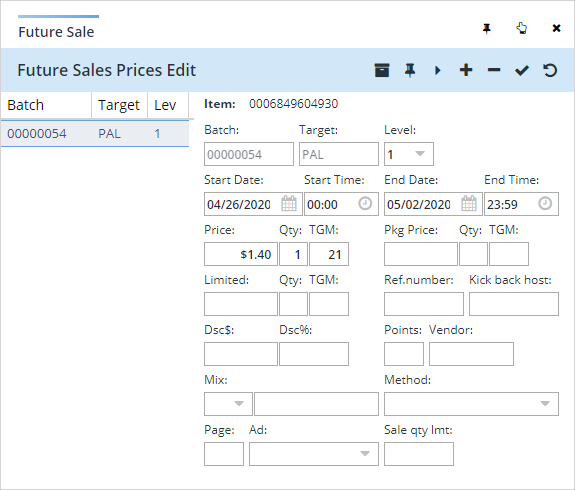 Future Sale
Future Sales Prices Edit
Batch Target Lev
00000054 PAL 1
Item: 0006849604930
Batch: Target: Level:
00000054 PAL 1
Start Date: Start Time: End Date: End Time:
04/26/2020 00:00 05/02/2020 23:59
Price: Qty: TGM: Pkg Price: Qty: TGM:
$1.40 1 21
Limited: Qty: TGM: Ref.number: Kick back host:
Dsc$: Dsc%: Points: Vendor:
Mix: Method:
Page: Ad: Sale qty lmt: